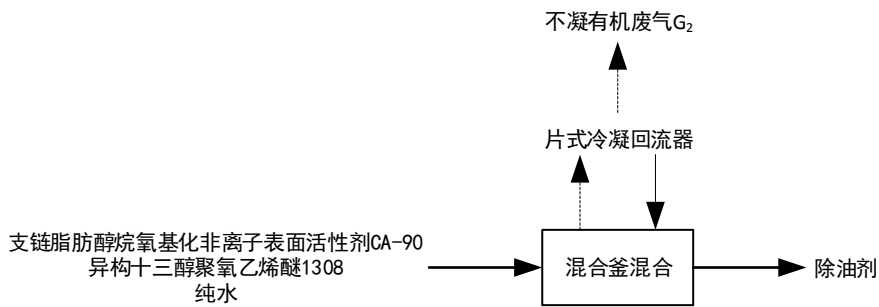 不凝有机废气G₂
片式冷凝回流器
支链脂肪醇烷氧基化非离子表面活性剂CA-90
异构十三醇聚氧乙烯醚1308
纯水
混合釜混合
除油剂